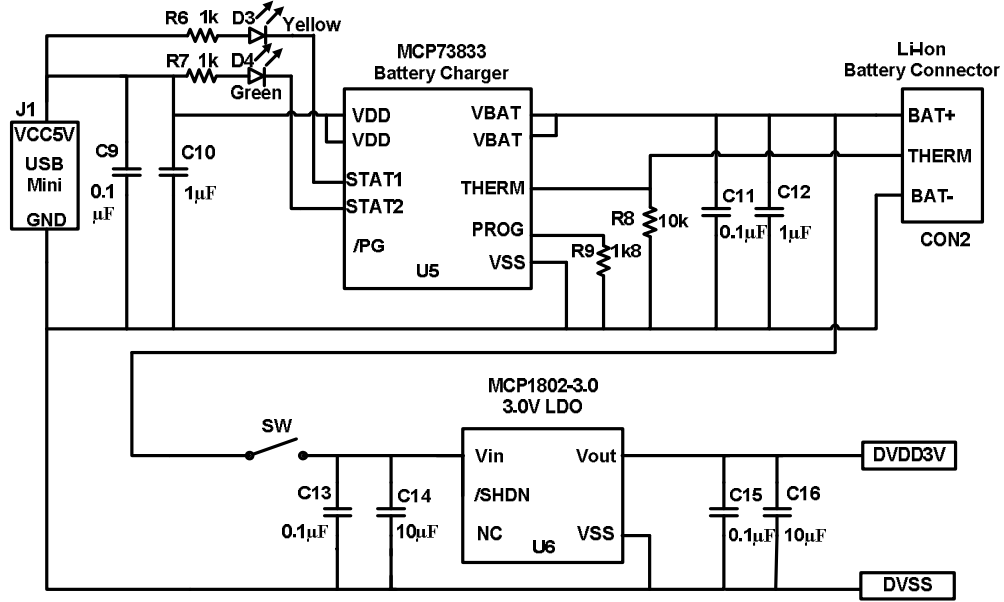 R6 1k D3
Yellow
R7 1k D4
Green
MCP73833
Battery Charger
Li-Ion
Battery Connector
J1
VCC5V
USB
Mini
GND
C9
0.1
µF
C10
1µF
VDD
VDD
STAT1
STAT2
/PG
U5
VBAT
VBAT
THERM
PROG
VSS
R9 1k8
R8 10k
C11
0.1µF
C12
1µF
BAT+
THERM
BAT-
CON2
MCP1802-3.0
3.0V LDO
SW
C13
0.1µF
C14
10µF
Vin
/SHDN
NC
Vout
VSS
U6
C15
0.1µF
C16
10µF
DVDD3V
DVSS